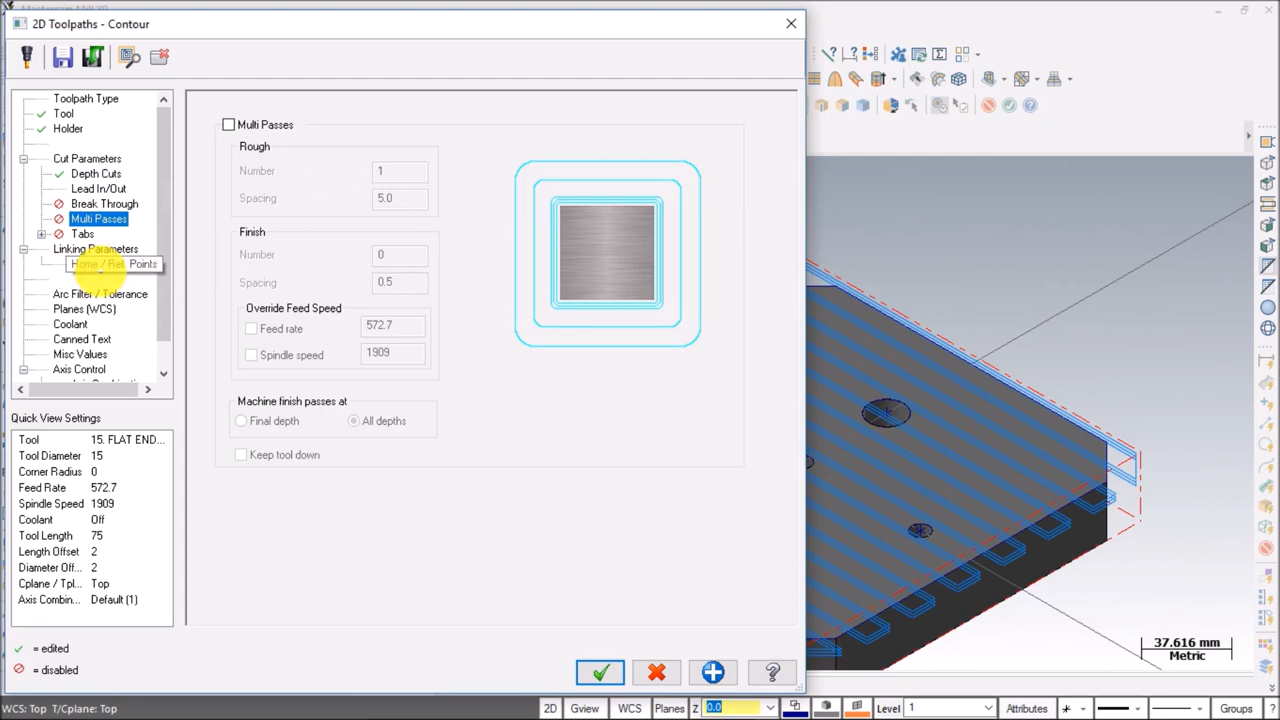 2D Toolpaths - Contour
Toolpath Type
Tool
Holder
Cut Parameters
Depth Cuts
Lead In/Out
Break Through
Multi Passes
Tabs
Linking Parameters
Home / Ref. Points
Arc Filter / Tolerance
Planes (WCS)
Coolant
Canned Text
Misc Values
Axis Control
Quick View Settings
Tool 15. FLAT END...
Tool Diameter 15
Corner Radius 0
Feed Rate 572.7
Spindle Speed 1909
Coolant Off
Tool Length 75
Length Offset 2
Diameter Off... 2
Cplane / Tpl... Top
Axis Combin... Default (1)
= edited
= disabled
Multi Passes
Rough
Number 1
Spacing 5.0
Finish
Number 0
Spacing 0.5
Override Feed Speed
Feed rate 572.7
Spindle speed 1909
Machine finish passes at
Final depth All depths
Keep tool down
37.616 mm
Metric
WCS: Top T/Cplane: Top
2D Gview WCS Planes Z 0.0 Level 1 Attributes Groups